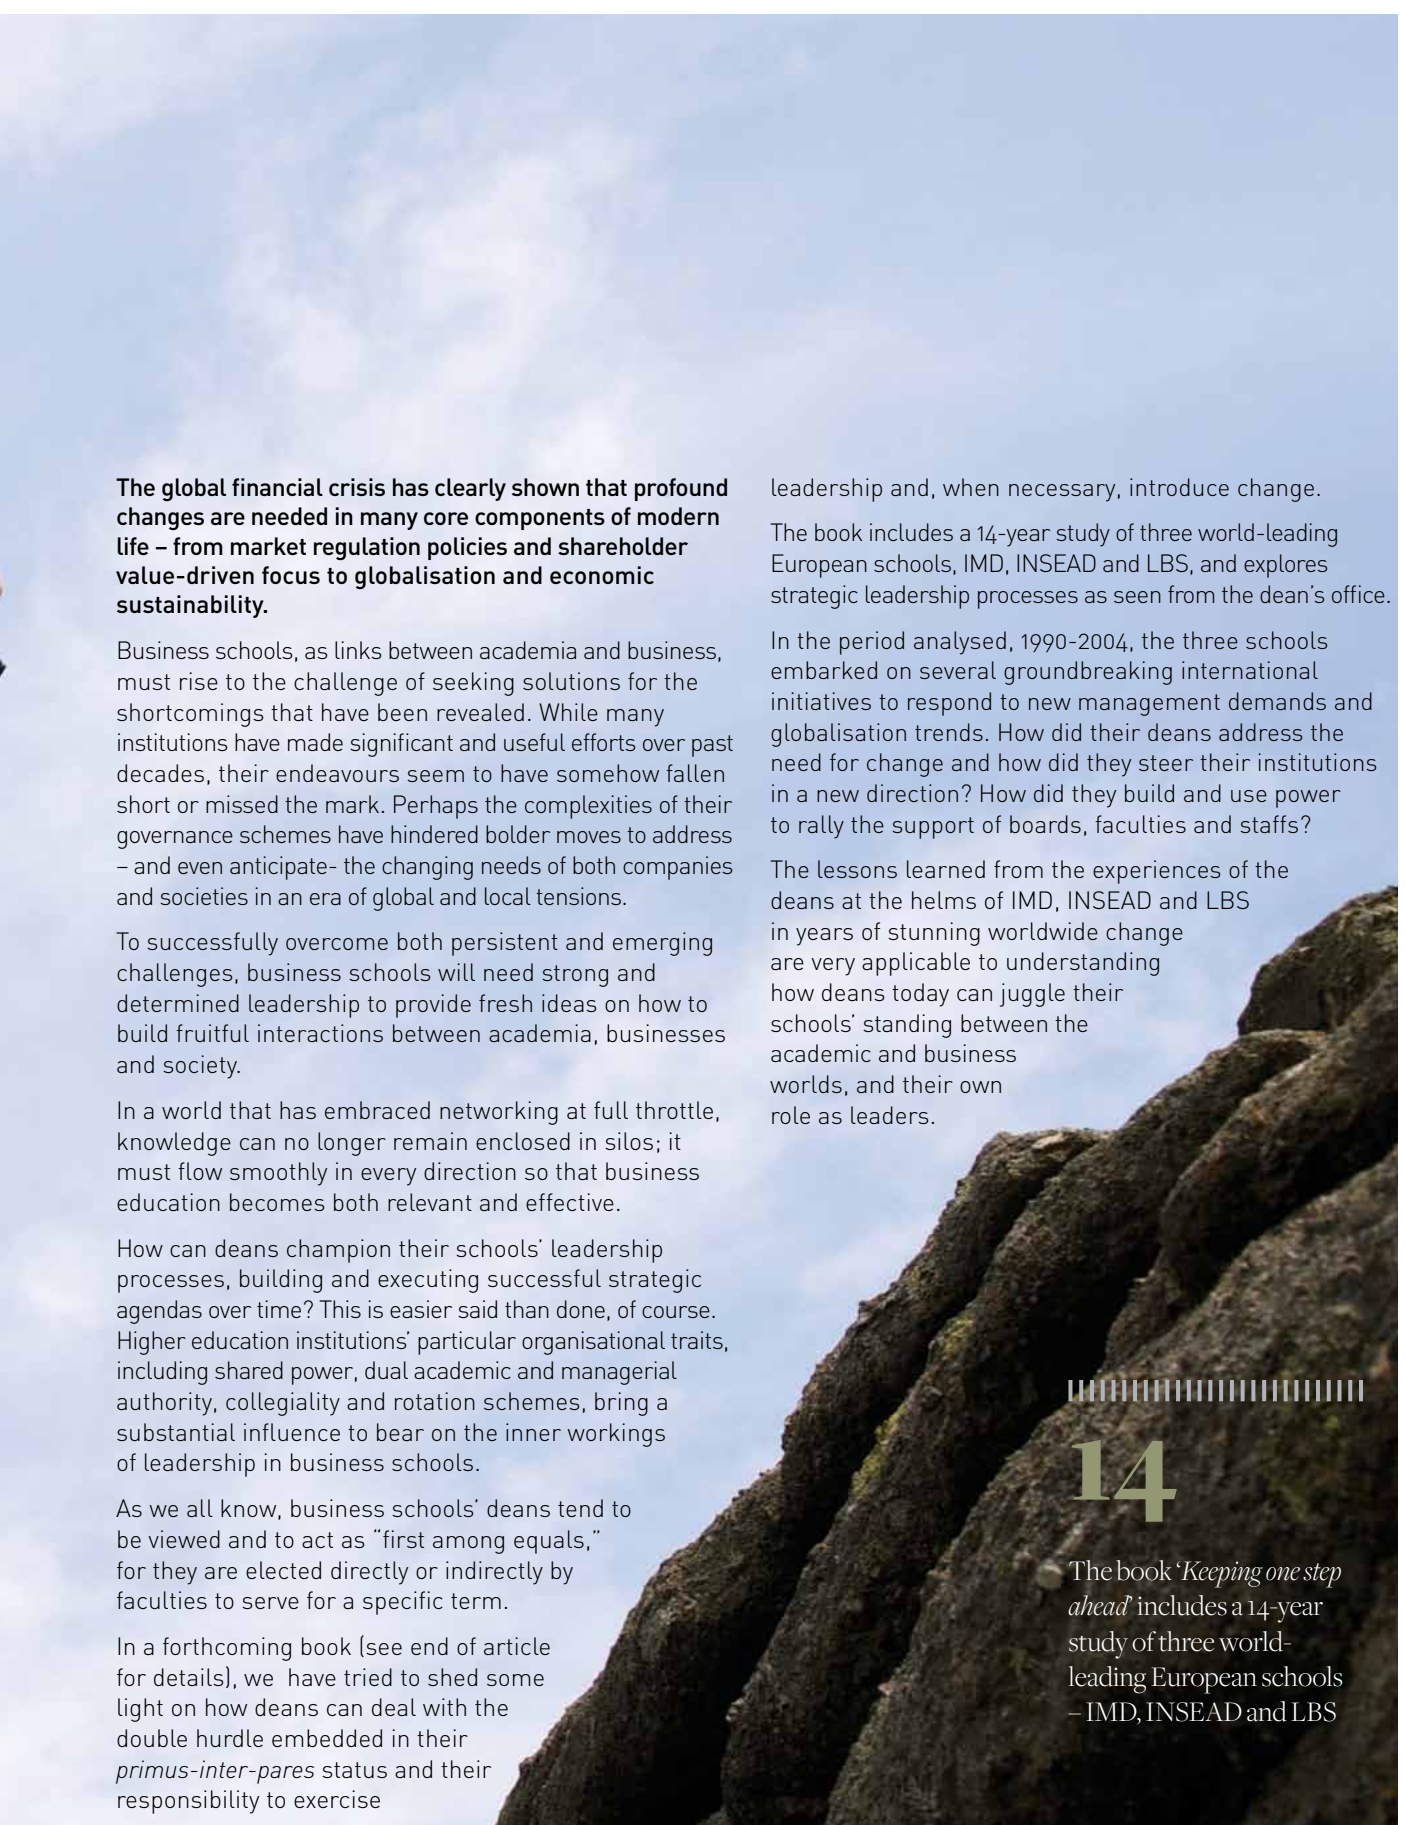 The global financial crisis has clearly shown that profound
changes are needed in many core components of modern
life – from market regulation policies and shareholder
value-driven focus to globalisation and economic
sustainability.
Business schools, as links between academia and business,
must rise to the challenge of seeking solutions for the
shortcomings that have been revealed. While many
institutions have made significant and useful efforts over past
decades, their endeavours seem to have somehow fallen
short or missed the mark. Perhaps the complexities of their
governance schemes have hindered bolder moves to address
– and even anticipate- the changing needs of both companies
and societies in an era of global and local tensions.
To successfully overcome both persistent and emerging
challenges, business schools will need strong and
determined leadership to provide fresh ideas on how to
build fruitful interactions between academia, businesses
and society.
In a world that has embraced networking at full throttle,
knowledge can no longer remain enclosed in silos; it
must flow smoothly in every direction so that business
education becomes both relevant and effective.
How can deans champion their schools' leadership
processes, building and executing successful strategic
agendas over time? This is easier said than done, of course.
Higher education institutions' particular organisational traits,
including shared power, dual academic and managerial
authority, collegiality and rotation schemes, bring a
substantial influence to bear on the inner workings
of leadership in business schools.
As we all know, business schools' deans tend to
be viewed and to act as "first among equals,"
for they are elected directly or indirectly by
faculties to serve for a specific term.
In a forthcoming book (see end of article
for details), we have tried to shed some
light on how deans can deal with the
double hurdle embedded in their
primus-inter-pares status and their
responsibility to exercise
leadership and, when necessary, introduce change.
The book includes a 14-year study of three world-leading
European schools, IMD, INSEAD and LBS, and explores
strategic leadership processes as seen from the dean's office.
In the period analysed, 1990-2004, the three schools
embarked on several groundbreaking international
initiatives to respond to new management demands and
globalisation trends. How did their deans address the
need for change and how did they steer their institutions
in a new direction? How did they build and use power
to rally the support of boards, faculties and staffs?
The lessons learned from the experiences of the
deans at the helms of IMD, INSEAD and LBS
in years of stunning worldwide change
are very applicable to understanding
how deans today can juggle their
schools' standing between the
academic and business
worlds, and their own
role as leaders.
14
The book 'Keeping one step
ahead' includes a 14-year
study of three world-
leading European schools
– IMD, INSEAD and LBS